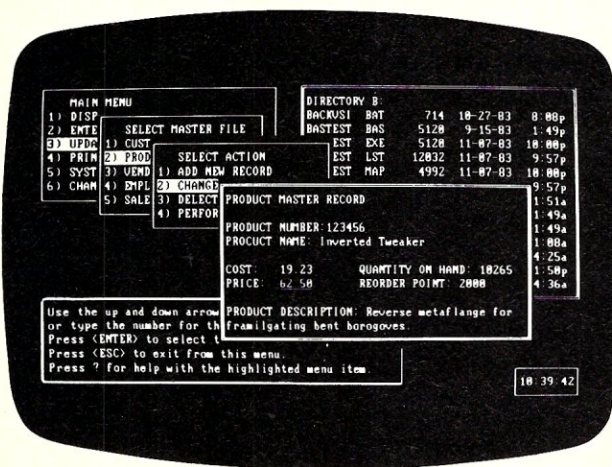 MAIN MENU
1) DISP
2) ENTE
3) UPDA
4) PRIN
5) SYST
6) CHAN
SELECT MASTER FILE
1) CUST
2) PROD
3) VEND
4) EMPL
5) SALE
SELECT ACTION
1) ADD NEW RECORD
2) CHANGE
3) DELECT
4) PERFOR
DIRECTORY B:
BACKUSI BAT 714 10-27-83 8:08p
BASTEST BAS 5120 9-15-83 1:49p
EST EXE 5120 11-07-83 10:00p
EST LST 12032 11-07-83 9:57p
EST MAP 4992 11-07-83 10:00p
9:57p
1:51a
1:49a
1:49a
1:08a
4:25a
1:50p
4:36a
PRODUCT MASTER RECORD
PRODUCT NUMBER:123456
PROCUCT NAME: Inverted Tweaker
COST: 19.23 QUANTITY ON HAND: 10265
PRICE: 62.50 REORDER POINT: 2000
PRODUCT DESCRIPTION: Reverse metaflange for
framilgating bent borogoves.
Use the up and down arrow
or type the number for th
Press <ENTER> to select t
Press <ESC> to exit from this menu.
Press ? for help with the highlighted menu item.
10:39:42